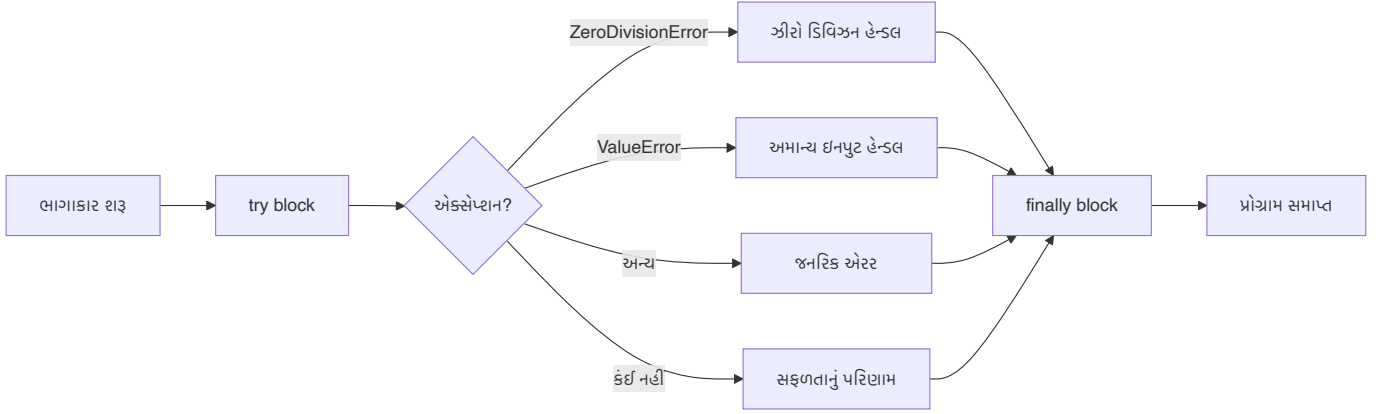 ભાગાકાર શરૂ
try block
એક્સેપ્શન?
ZeroDivisionError
ઝીરો ડિવિઝન હેન્ડલ
ValueError
અમાન્ય ઇનપુટ હેન્ડલ
અન્ય
જનરિક એરર
કંઈ નહીં
સફળતાનું પરિણામ
finally block
પ્રોગ્રામ સમાપ્ત